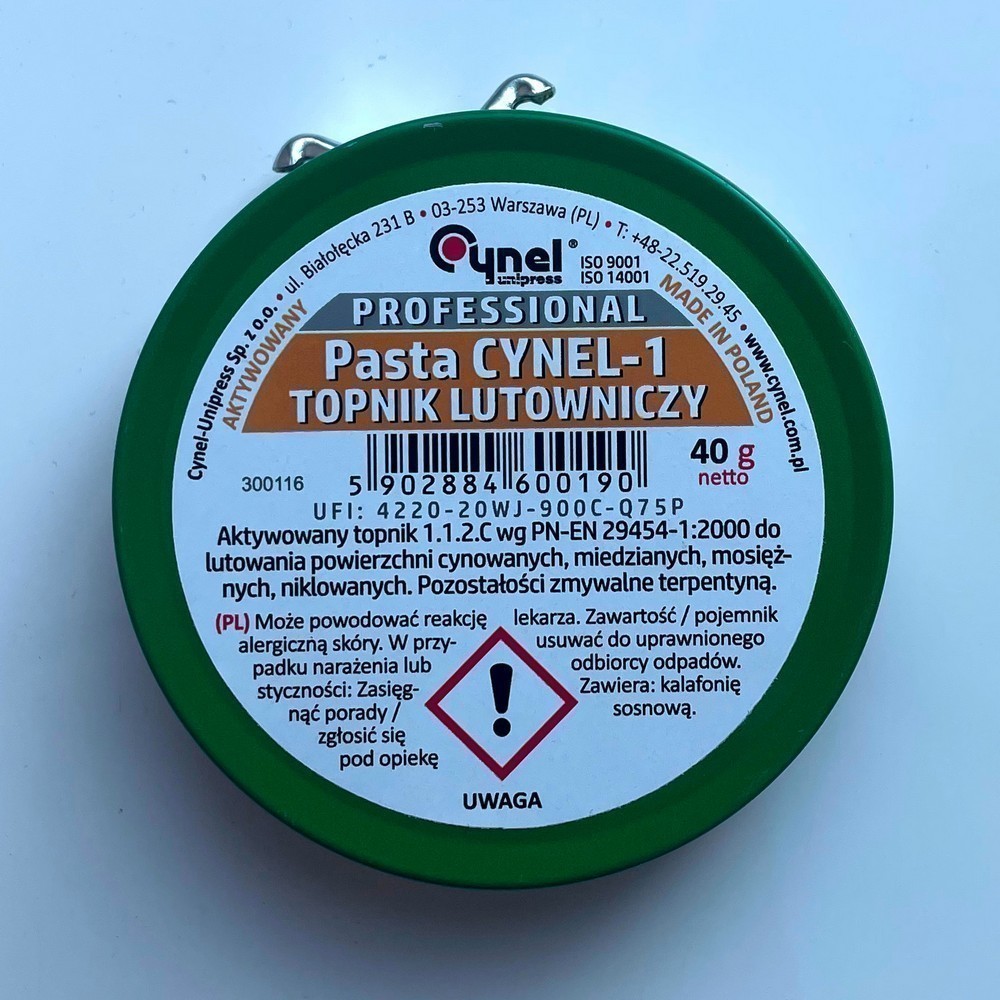 Cynel-Unipress Sp. z o.o. • ul. Białołęcka 231 B • 03-253 Warszawa (PL) • T: +48-22.519.29.45 • www.cynel.com.pl
Cynel®
unipress
ISO 9001
ISO 14001
AKTYWOWANY
PROFESSIONAL
MADE IN POLAND
Pasta CYNEL-1
TOPNIK LUTOWNICZY
300116
5 902884 600190
40 g
netto
UFI: 4220-20WJ-900C-Q75P
Aktywowany topnik 1.1.2.C wg PN-EN 29454-1:2000 do
lutowania powierzchni cynowanych, miedzianych, mosięż-
nych, niklowanych. Pozostałości zmywalne terpentyną.
(PL) Może powodować reakcję
alergiczną skóry. W przy-
padku narażenia lub
styczności: Zasięg-
nąć porady /
zgłosić się
pod opiekę
lekarza. Zawartość / pojemnik
usuwać do uprawnionego
odbiorcy odpadów.
Zawiera: kalafonię
sosnową.
UWAGA